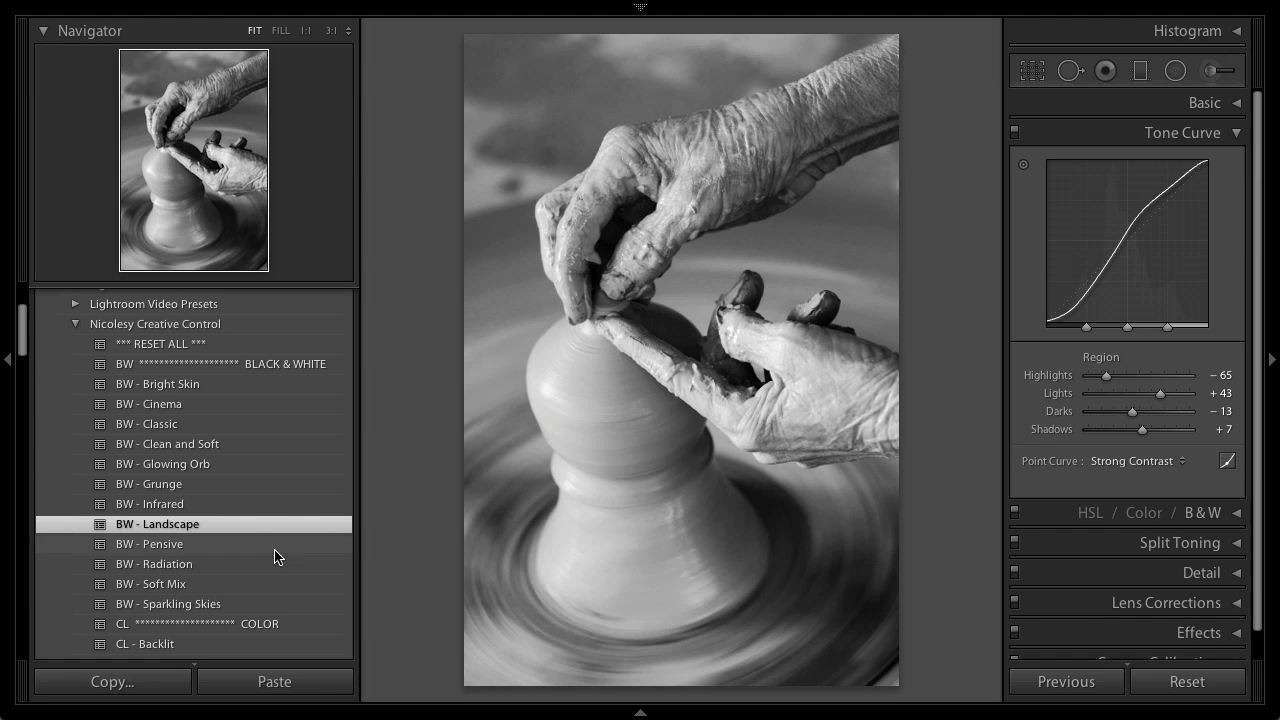 Navigator FIT FILL 1:1 3:1
Lightroom Video Presets
Nicolesy Creative Control
*** RESET ALL ***
BW ******************** BLACK & WHITE
BW - Bright Skin
BW - Cinema
BW - Classic
BW - Clean and Soft
BW - Glowing Orb
BW - Grunge
BW - Infrared
BW - Landscape
BW - Pensive
BW - Radiation
BW - Soft Mix
BW - Sparkling Skies
CL ******************** COLOR
CL - Backlit
Copy...
Paste
Histogram
Basic
Tone Curve
Region
Highlights - 65
Lights + 43
Darks - 13
Shadows + 7
Point Curve : Strong Contrast
HSL / Color / B & W
Split Toning
Detail
Lens Corrections
Effects
Previous
Reset